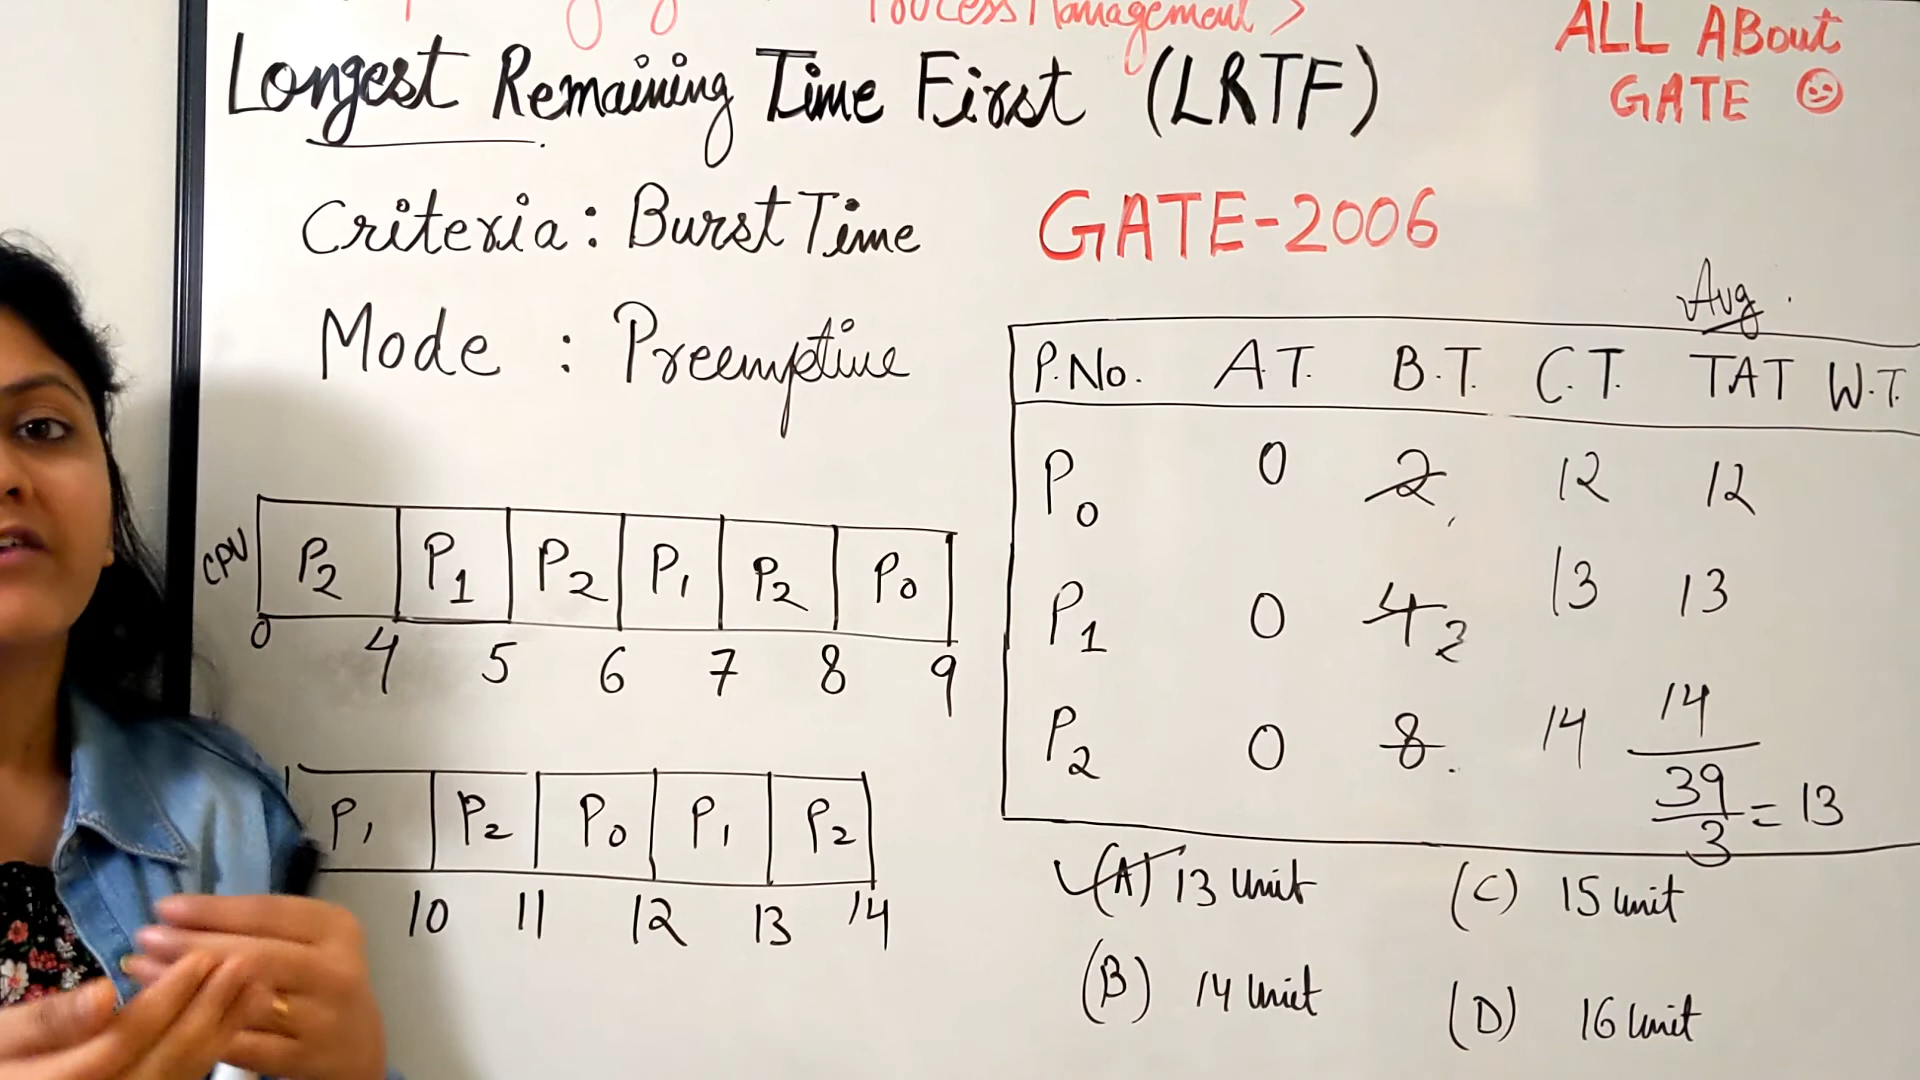 Process Management >
ALL ABout
GATE
Longest Remaining Time First (LRTF)
Criteria : Burst Time
GATE-2006
Mode : Preemptive
Avg.
P.No. A.T. B.T. C.T. TAT W.T.
P0 0 2 12 12
P1 0 4 2 13 13
P2 0 8 14 14
39
3 = 13
CPU P2 P1 P2 P1 P2 P0
0 4 5 6 7 8 9
P1 P2 P0 P1 P2
10 11 12 13 14
(A) 13 unit (C) 15 unit
(B) 14 unit (D) 16 unit